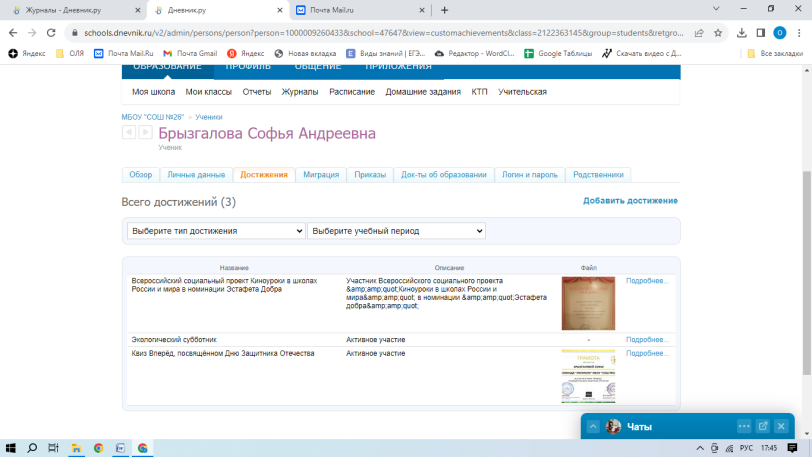 Журналы - Дневник.ру
Дневник.ру
Почта Mail.ru
schools.dnevnik.ru/v2/admin/persons/person?person=1000009260433&school=47647&view=customachievements&class=2122363145&group=students&retgro...
О
Яндекс
ОЛЯ
Почта Mail.Ru
Почта Gmail
Яндекс
Новая вкладка
Виды знаний | ЕГЭ...
Редактор - WordCl...
Google Таблицы
Скачать видео с Д...
Все закладки
ОБРАЗОВАНИЕ ПРОФИЛЬ ОБЩЕНИЕ ПРИЛОЖЕНИЯ
Моя школа Мои классы Отчеты Журналы Расписание Домашние задания КТП Учительская
МБОУ "СОШ №26" » Ученики
Брызгалова Софья Андреевна
Ученик
Обзор Личные данные Достижения Миграция Приказы Док-ты об образовании Логин и пароль Родственники
Всего достижений (3)
Добавить достижение
Выберите тип достижения
Выберите учебный период
Название Описание Файл
Всероссийский социальный проект Киноуроки в школах
России и мира в номинации Эстафета Добра
Участник Всероссийского социального проекта
&amp;amp;quot;Киноуроки в школах России и
мира&amp;amp;quot; в номинации &amp;amp;quot;Эстафета
добра&amp;amp;quot;
Подробнее...
Экологический субботник
Активное участие
-
Подробнее...
Квиз Вперёд, посвящённом Дню Защитника Отечества
Активное участие
ГРАМОТА
Подробнее...
Чаты
РУС
17:45